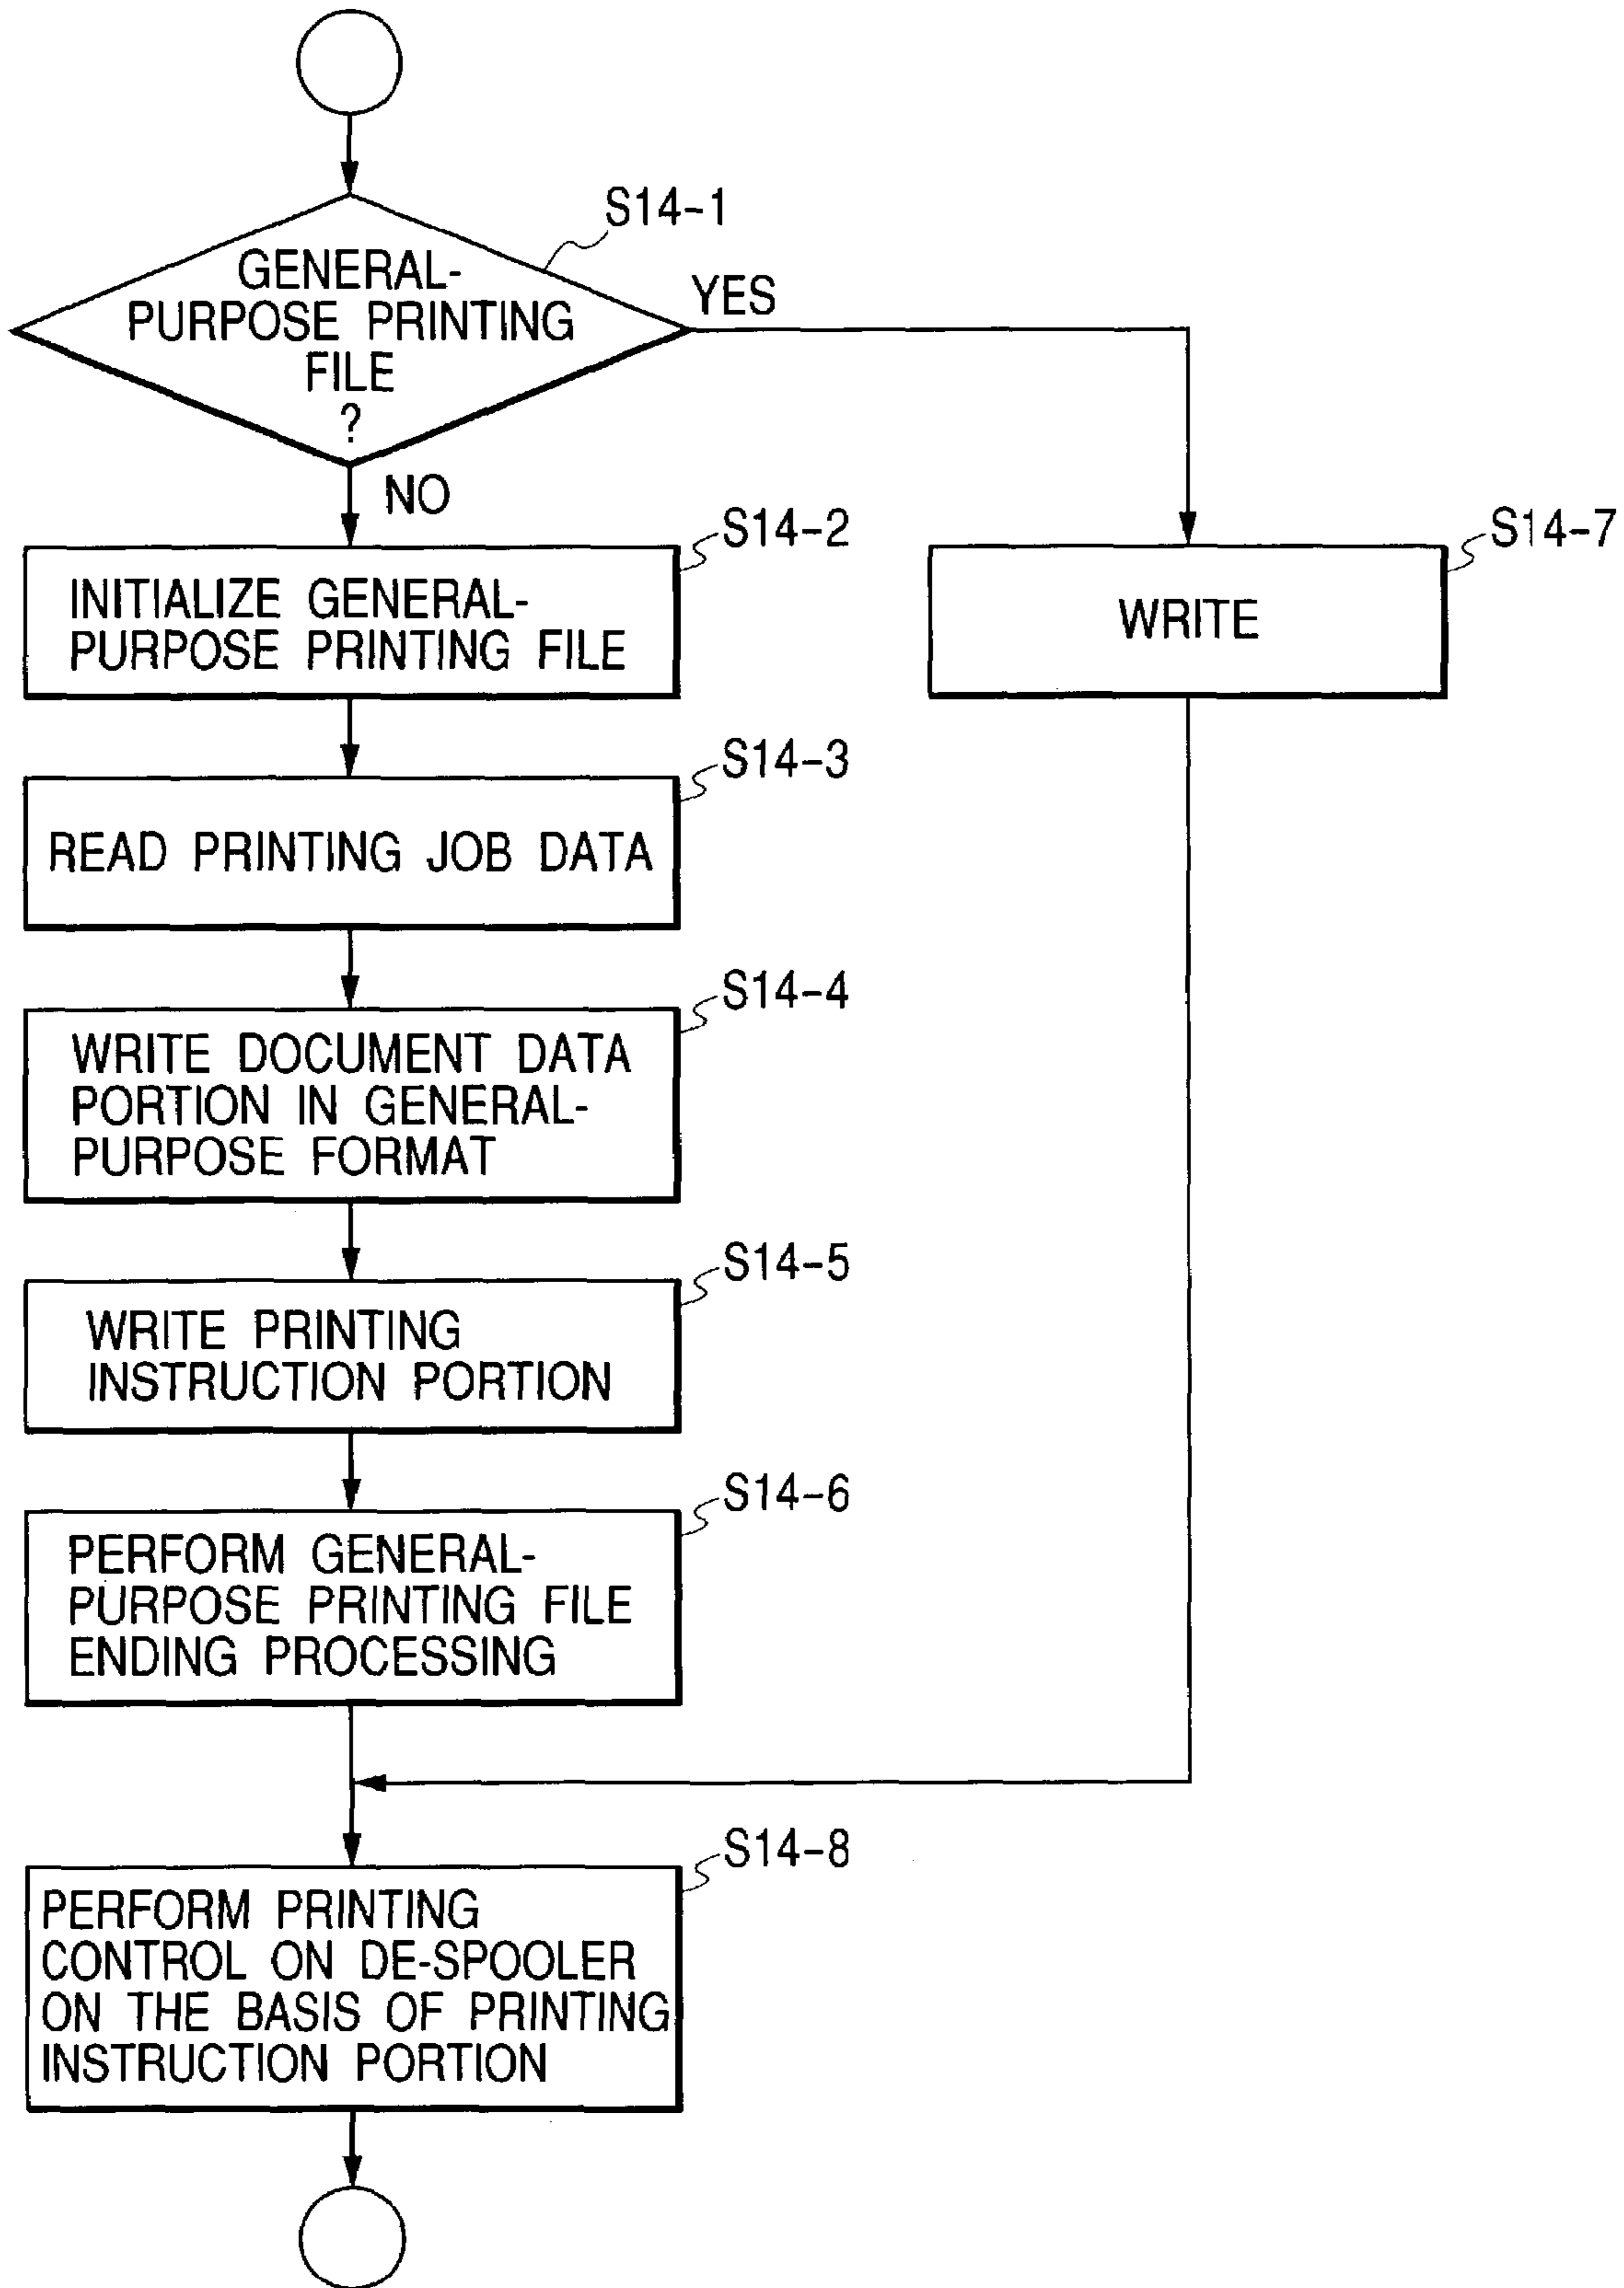 S14-1
GENERAL-
PURPOSE PRINTING
FILE
?
YES
NO
S14-2
INITIALIZE GENERAL-
PURPOSE PRINTING FILE
S14-7
WRITE
S14-3
READ PRINTING JOB DATA
S14-4
WRITE DOCUMENT DATA
PORTION IN GENERAL-
PURPOSE FORMAT
S14-5
WRITE PRINTING
INSTRUCTION PORTION
S14-6
PERFORM GENERAL-
PURPOSE PRINTING FILE
ENDING PROCESSING
S14-8
PERFORM PRINTING
CONTROL ON DE-SPOOLER
ON THE BASIS OF PRINTING
INSTRUCTION PORTION